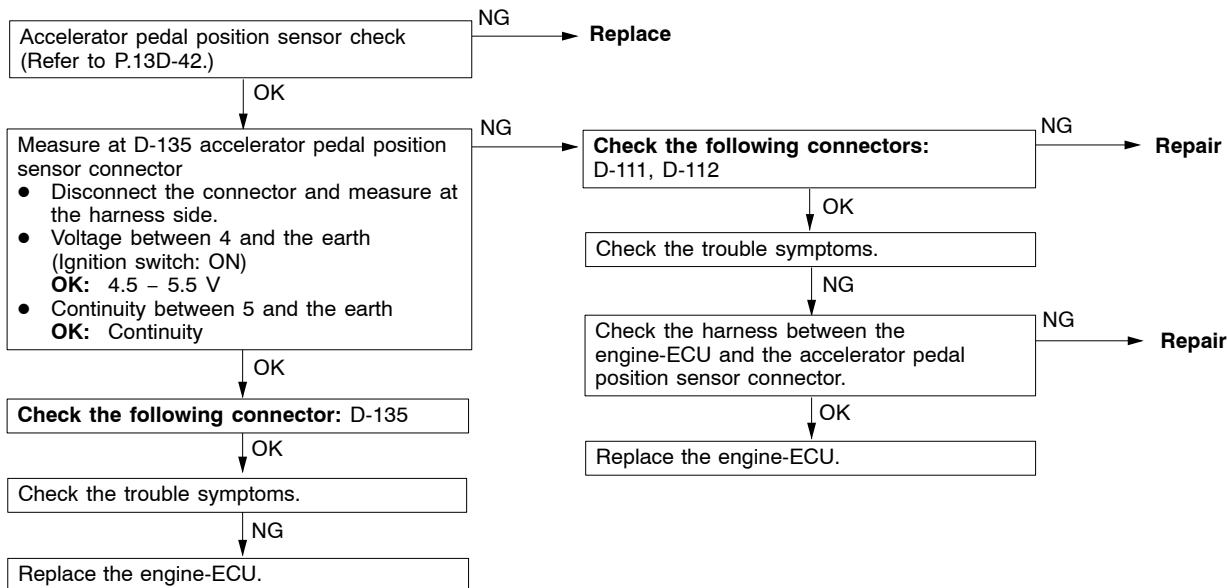 Accelerator pedal position sensor check
(Refer to P.13D-42.)
NG
Replace
OK
Measure at D-135 accelerator pedal position
sensor connector
● Disconnect the connector and measure at
the harness side.
● Voltage between 4 and the earth
(Ignition switch: ON)
OK: 4.5 – 5.5 V
● Continuity between 5 and the earth
OK: Continuity
NG
Check the following connectors:
D-111, D-112
NG
Repair
OK
Check the trouble symptoms.
NG
Check the harness between the
engine-ECU and the accelerator pedal
position sensor connector.
NG
Repair
OK
Replace the engine-ECU.
OK
Check the following connector: D-135
OK
Check the trouble symptoms.
NG
Replace the engine-ECU.